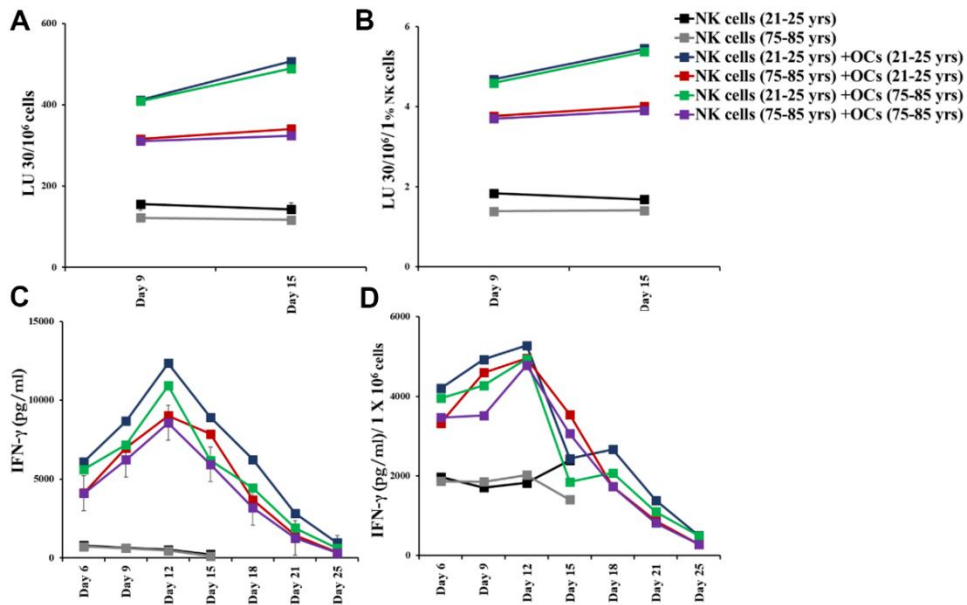 A
LU 30/10⁶ cells
600
400
200
0
Day 9
Day 15
B
LU 30/10⁶/1% NK cells
6
4
2
0
Day 9
Day 15
NK cells (21-25 yrs)
NK cells (75-85 yrs)
NK cells (21-25 yrs) +OCs (21-25 yrs)
NK cells (75-85 yrs) +OCs (21-25 yrs)
NK cells (21-25 yrs) +OCs (75-85 yrs)
NK cells (75-85 yrs) +OCs (75-85 yrs)
C
IFN-γ (pg/ml)
15000
10000
5000
0
Day 6
Day 9
Day 12
Day 15
Day 18
Day 21
Day 25
D
IFN-γ (pg/ml)/ 1 X 10⁶ cells
6000
4000
2000
0
Day 6
Day 9
Day 12
Day 15
Day 18
Day 21
Day 25